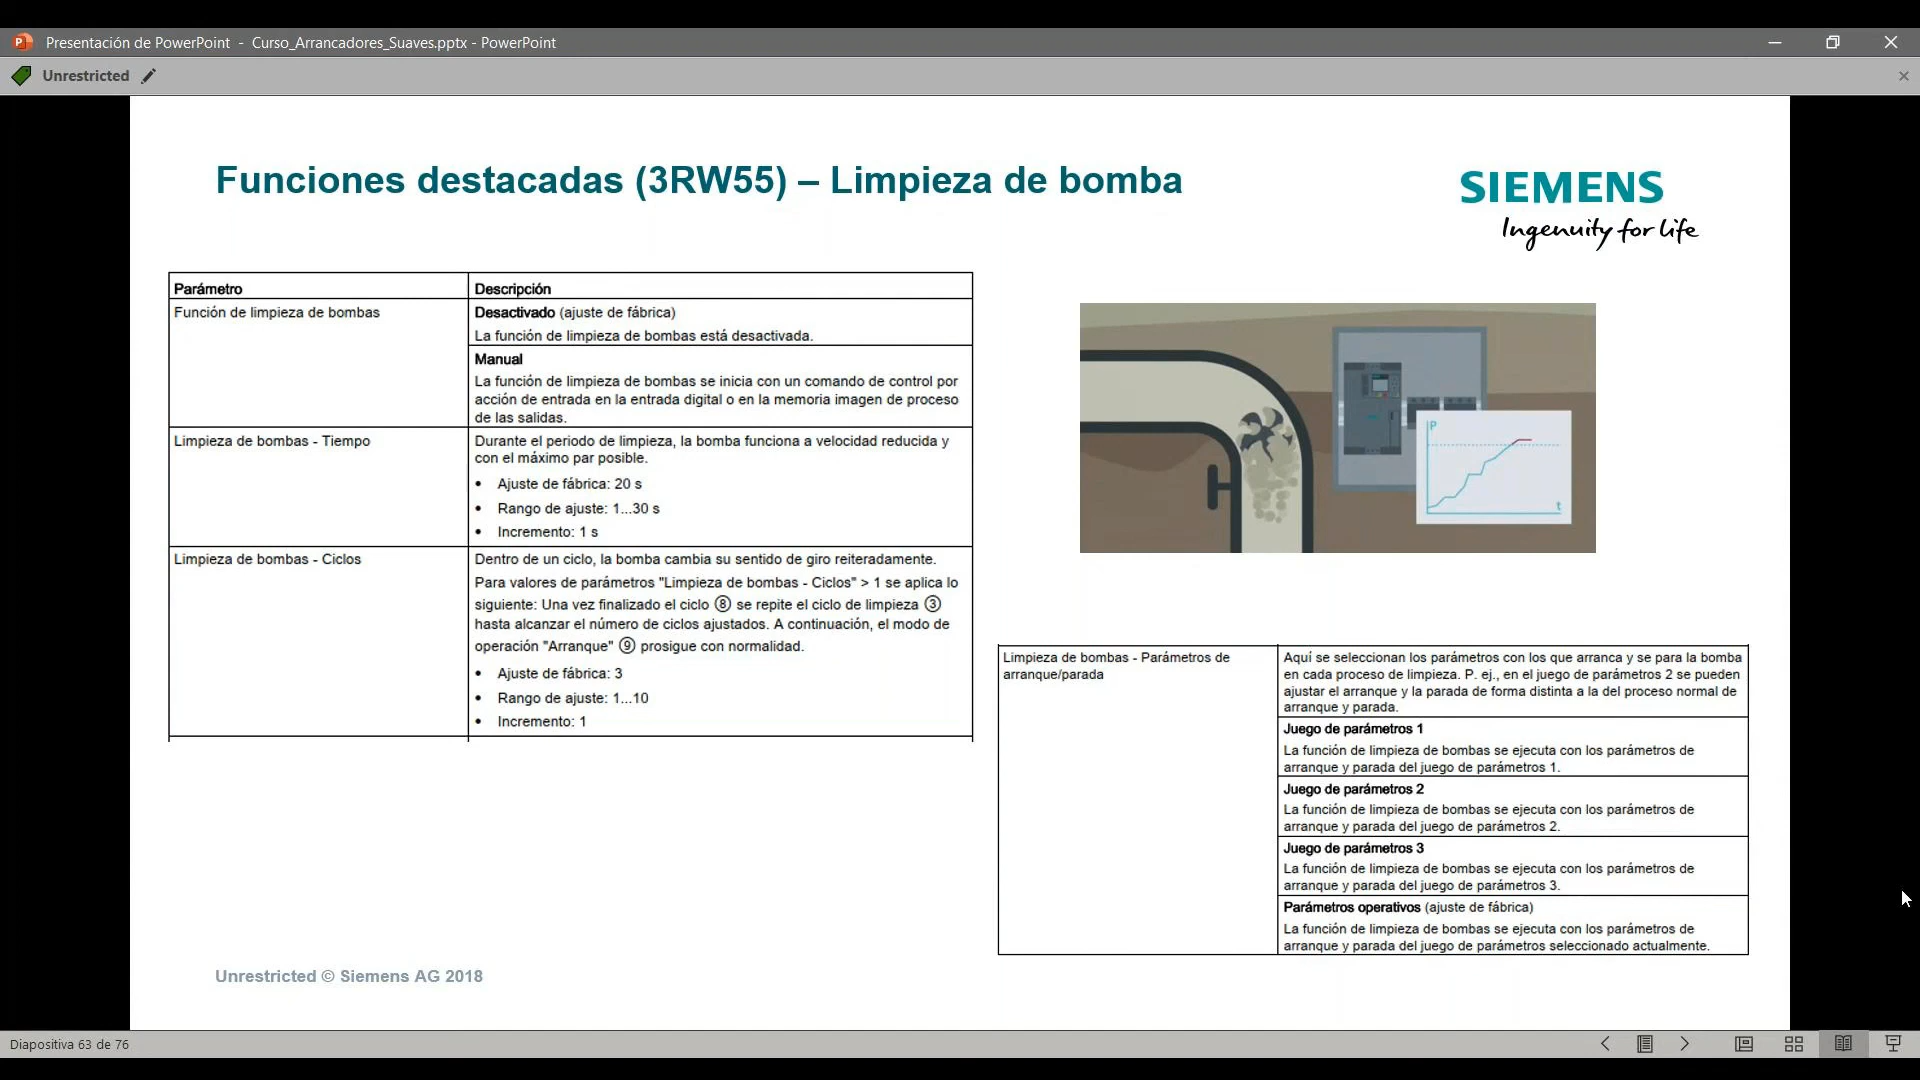 Presentación de PowerPoint - Curso_Arrancadores_Suaves.pptx - PowerPoint
Unrestricted
Funciones destacadas (3RW55) – Limpieza de bomba
SIEMENS
Ingenuity for life
Parámetro
Descripción
Función de limpieza de bombas
Desactivado (ajuste de fábrica)
La función de limpieza de bombas está desactivada.
Manual
La función de limpieza de bombas se inicia con un comando de control por
acción de entrada en la entrada digital o en la memoria imagen de proceso
de las salidas.
Limpieza de bombas - Tiempo
Durante el periodo de limpieza, la bomba funciona a velocidad reducida y
con el máximo par posible.
• Ajuste de fábrica: 20 s
• Rango de ajuste: 1...30 s
• Incremento: 1 s
Limpieza de bombas - Ciclos
Dentro de un ciclo, la bomba cambia su sentido de giro reiteradamente.
Para valores de parámetros "Limpieza de bombas - Ciclos" > 1 se aplica lo
siguiente: Una vez finalizado el ciclo ⑧ se repite el ciclo de limpieza ③
hasta alcanzar el número de ciclos ajustados. A continuación, el modo de
operación "Arranque" ⑨ prosigue con normalidad.
• Ajuste de fábrica: 3
• Rango de ajuste: 1...10
• Incremento: 1
P
t
Limpieza de bombas - Parámetros de
arranque/parada
Aquí se seleccionan los parámetros con los que arranca y se para la bomba
en cada proceso de limpieza. P. ej., en el juego de parámetros 2 se pueden
ajustar el arranque y la parada de forma distinta a la del proceso normal de
arranque y parada.
Juego de parámetros 1
La función de limpieza de bombas se ejecuta con los parámetros de
arranque y parada del juego de parámetros 1.
Juego de parámetros 2
La función de limpieza de bombas se ejecuta con los parámetros de
arranque y parada del juego de parámetros 2.
Juego de parámetros 3
La función de limpieza de bombas se ejecuta con los parámetros de
arranque y parada del juego de parámetros 3.
Parámetros operativos (ajuste de fábrica)
La función de limpieza de bombas se ejecuta con los parámetros de
arranque y parada del juego de parámetros seleccionado actualmente.
Unrestricted © Siemens AG 2018
Diapositiva 63 de 76